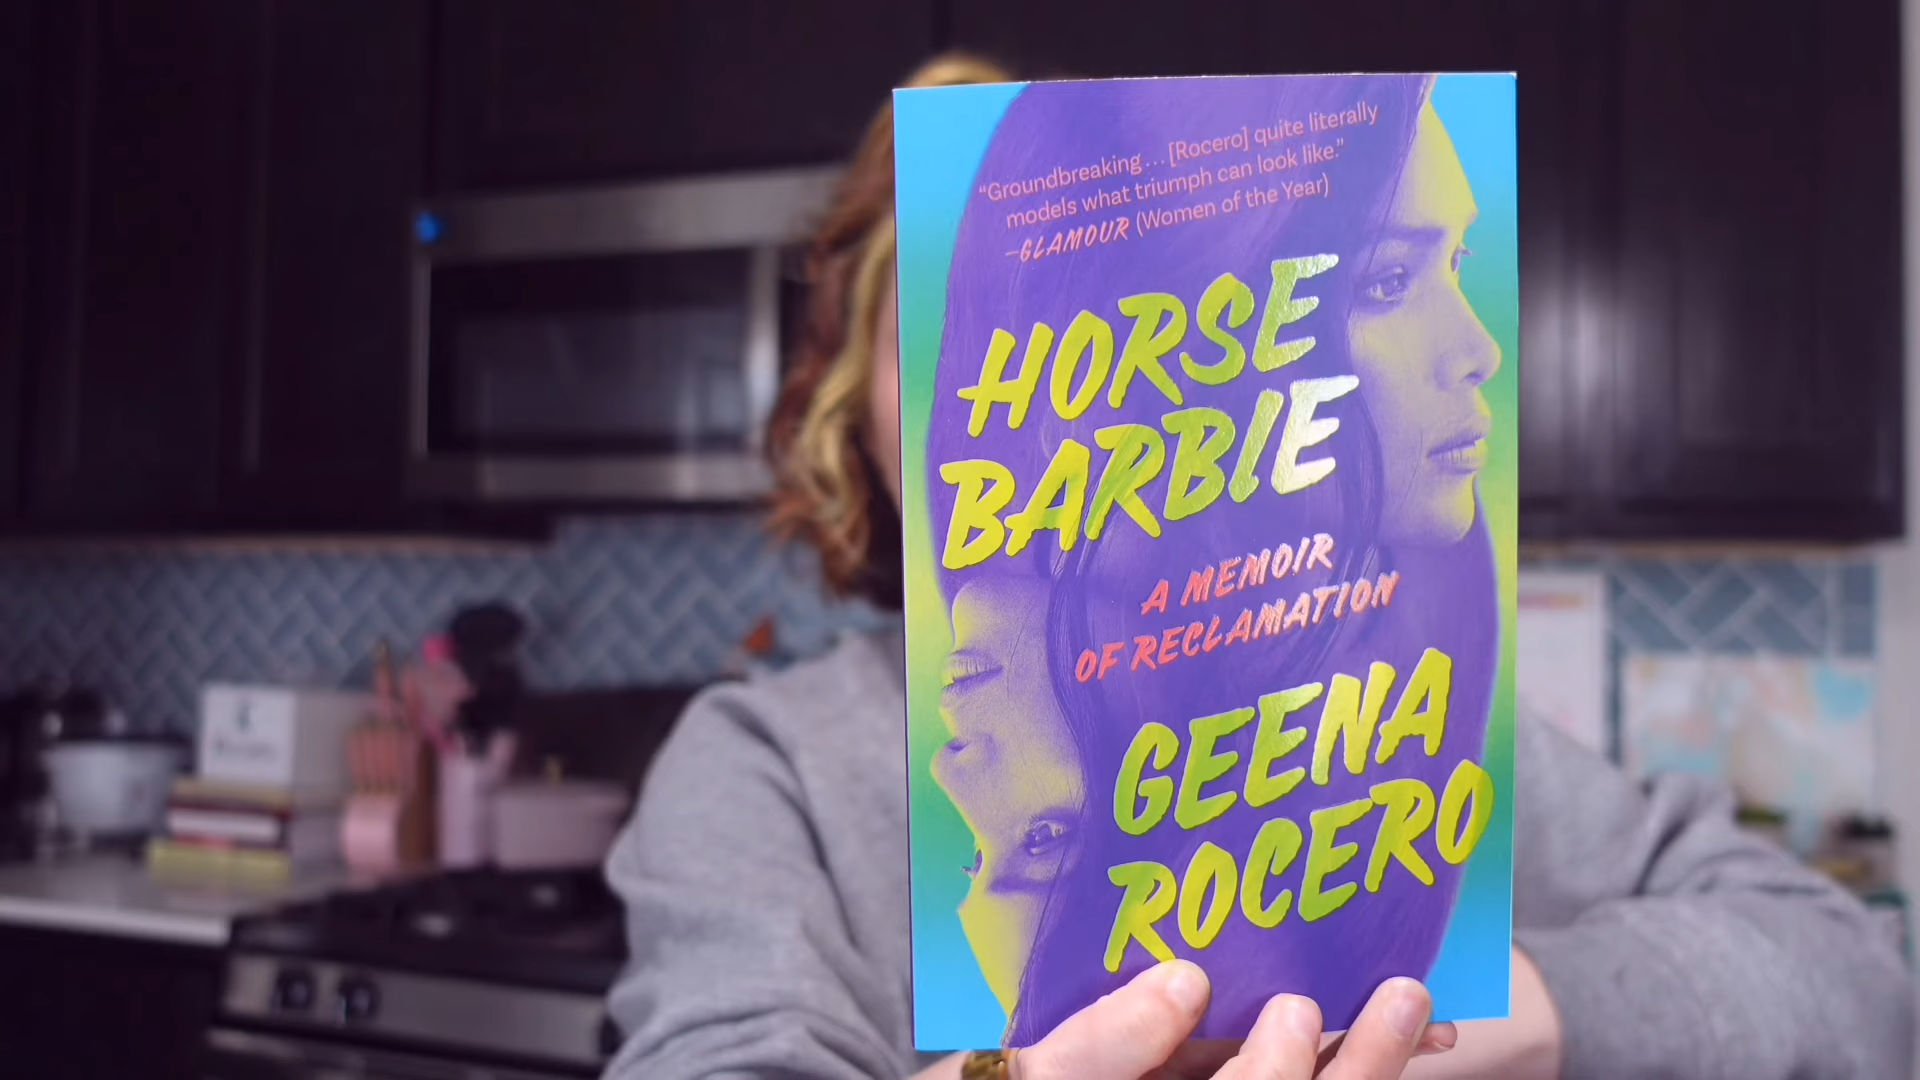 “Groundbreaking...[Rocero] quite literally
models what triumph can look like.”
—GLAMOUR (Women of the Year)
HORSE
BARBIE
A MEMOIR
OF RECLAMATION
GEENA
ROCERO